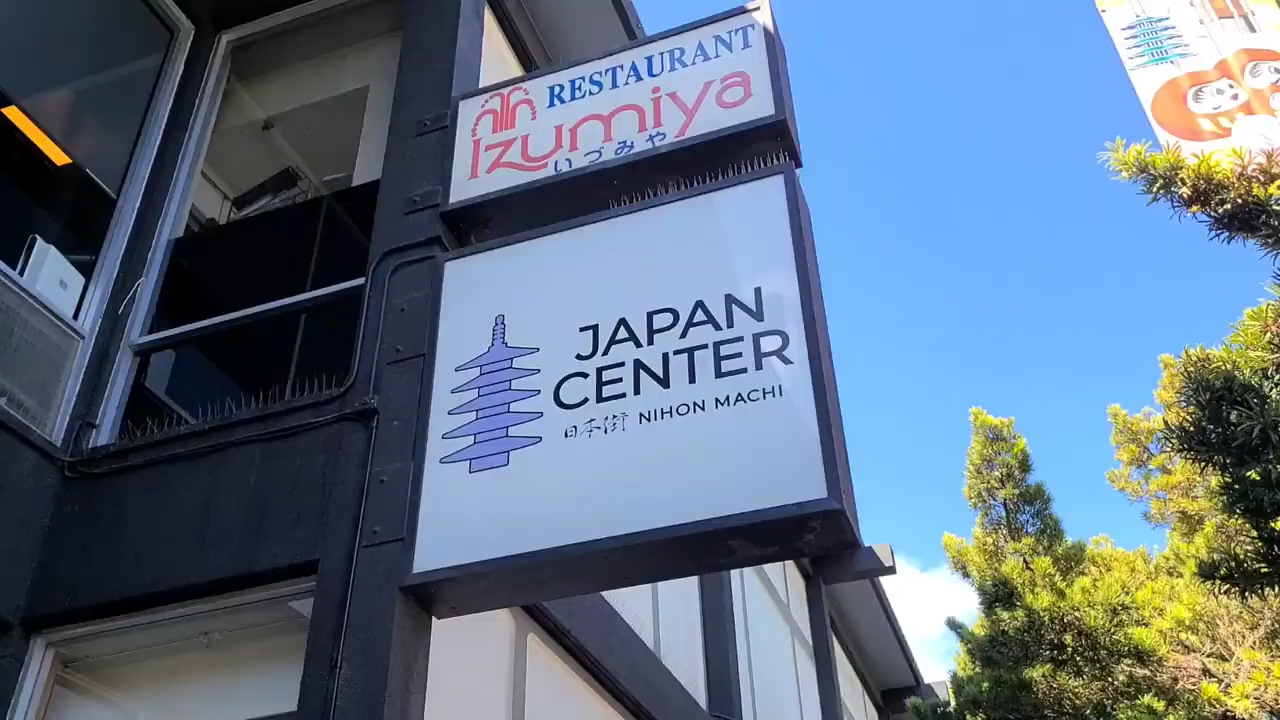 RESTAURANT
Izumiya
いづみや
JAPAN
CENTER
日本街 NIHON MACHI